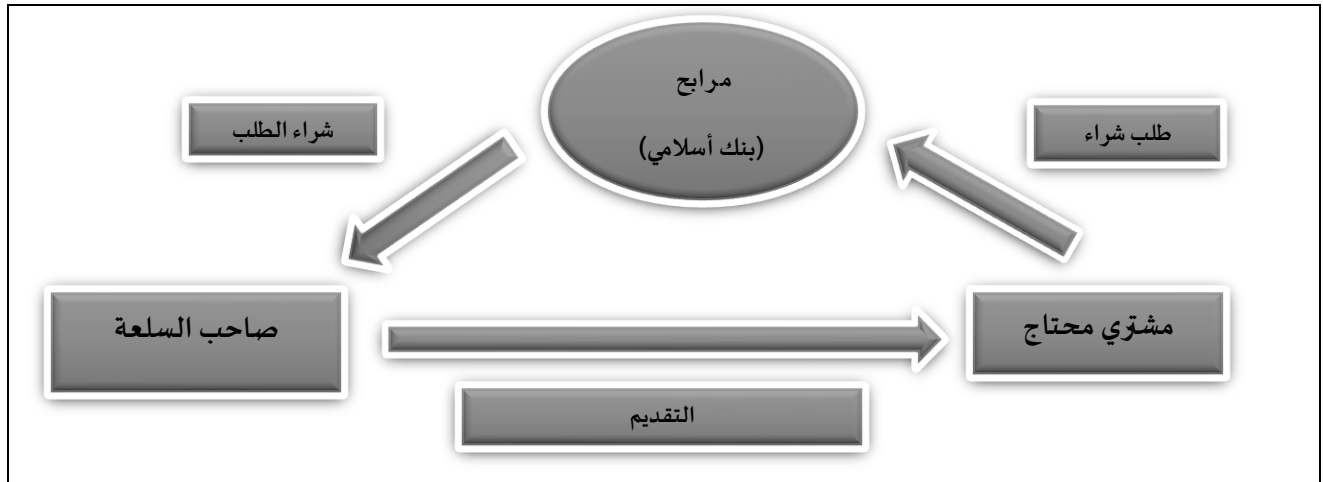 مرابح
(بنك أسلامي)
طلب شراء
شراء الطلب
مشتري محتاج
صاحب السلعة
التقديم